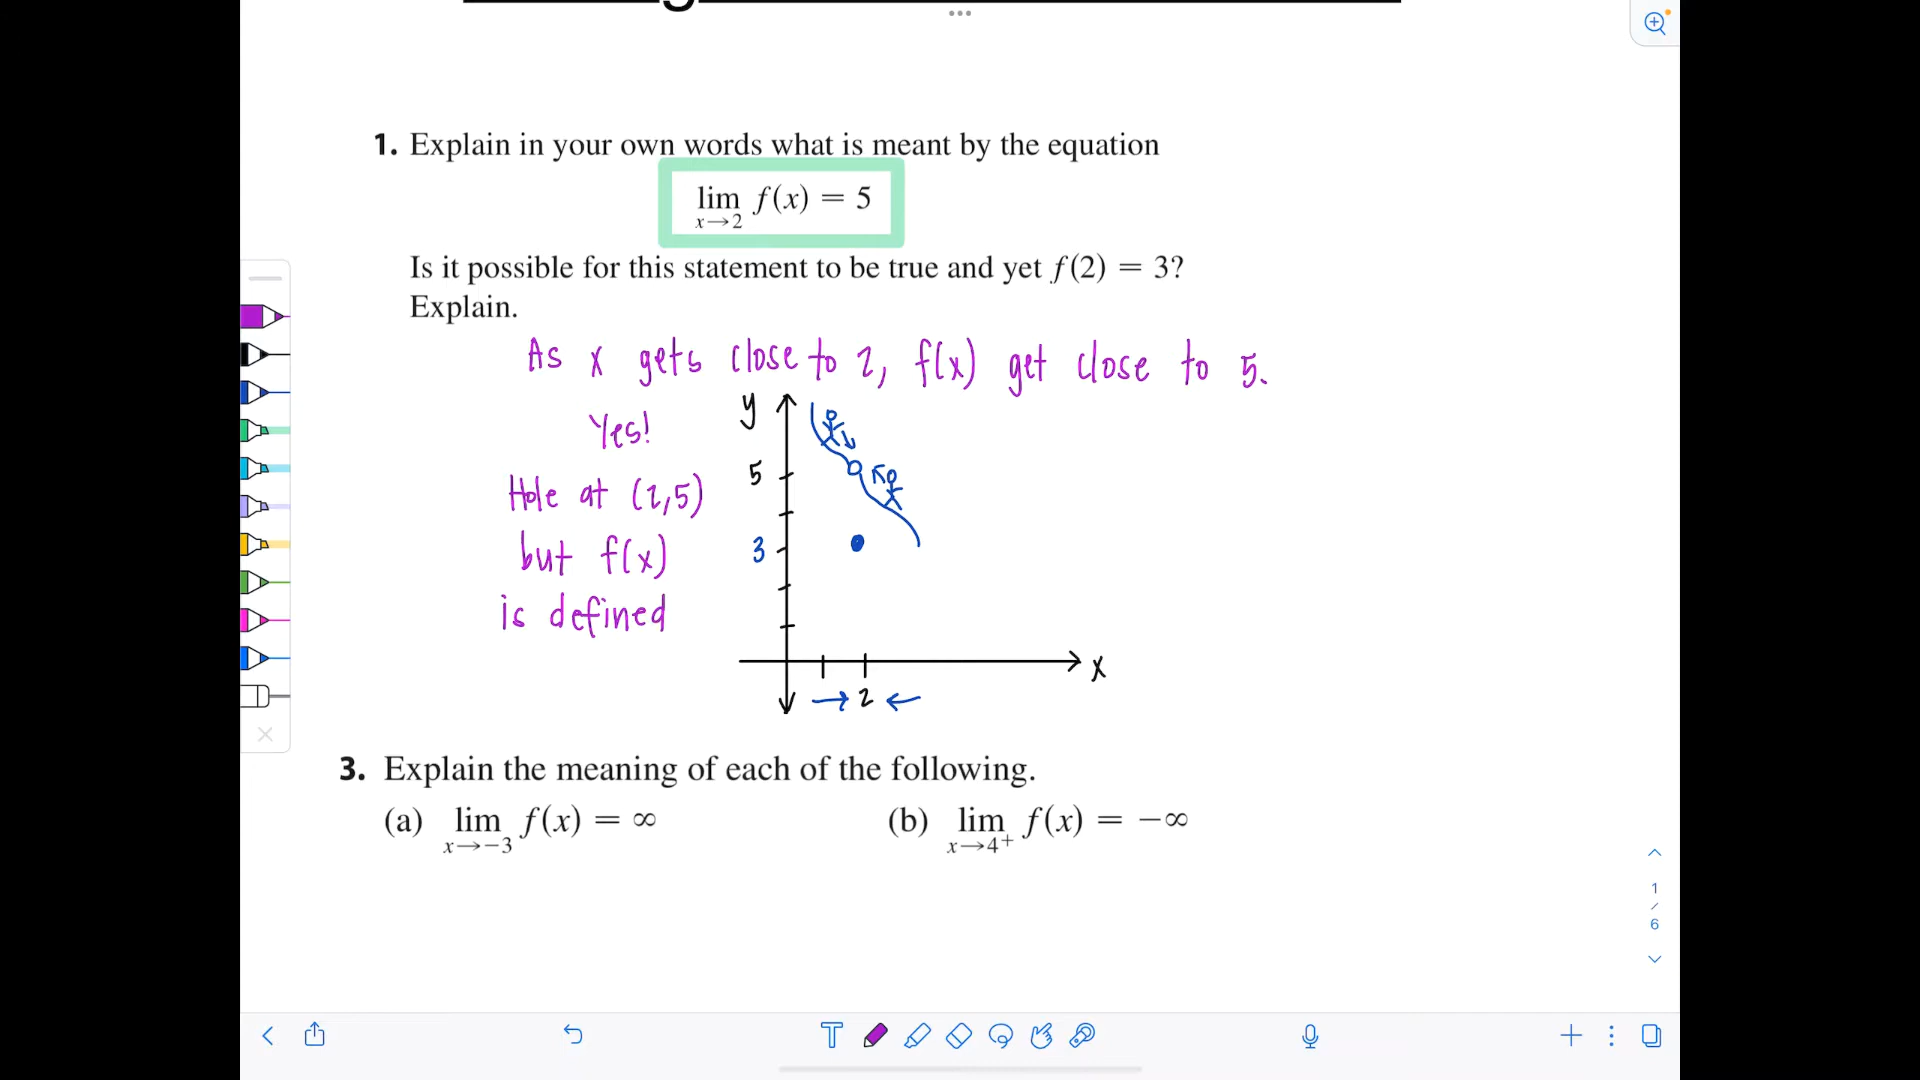 1. Explain in your own words what is meant by the equation
lim f(x) = 5
x→2
Is it possible for this statement to be true and yet f(2) = 3?
Explain.
As x gets close to 2, f(x) get close to 5.
Yes!
Hole at (2,5)
but f(x)
is defined
y
5
3
2
x
3. Explain the meaning of each of the following.
(a) lim f(x) = ∞
x→−3
(b) lim f(x) = −∞
x→4⁺
1
/
6
T